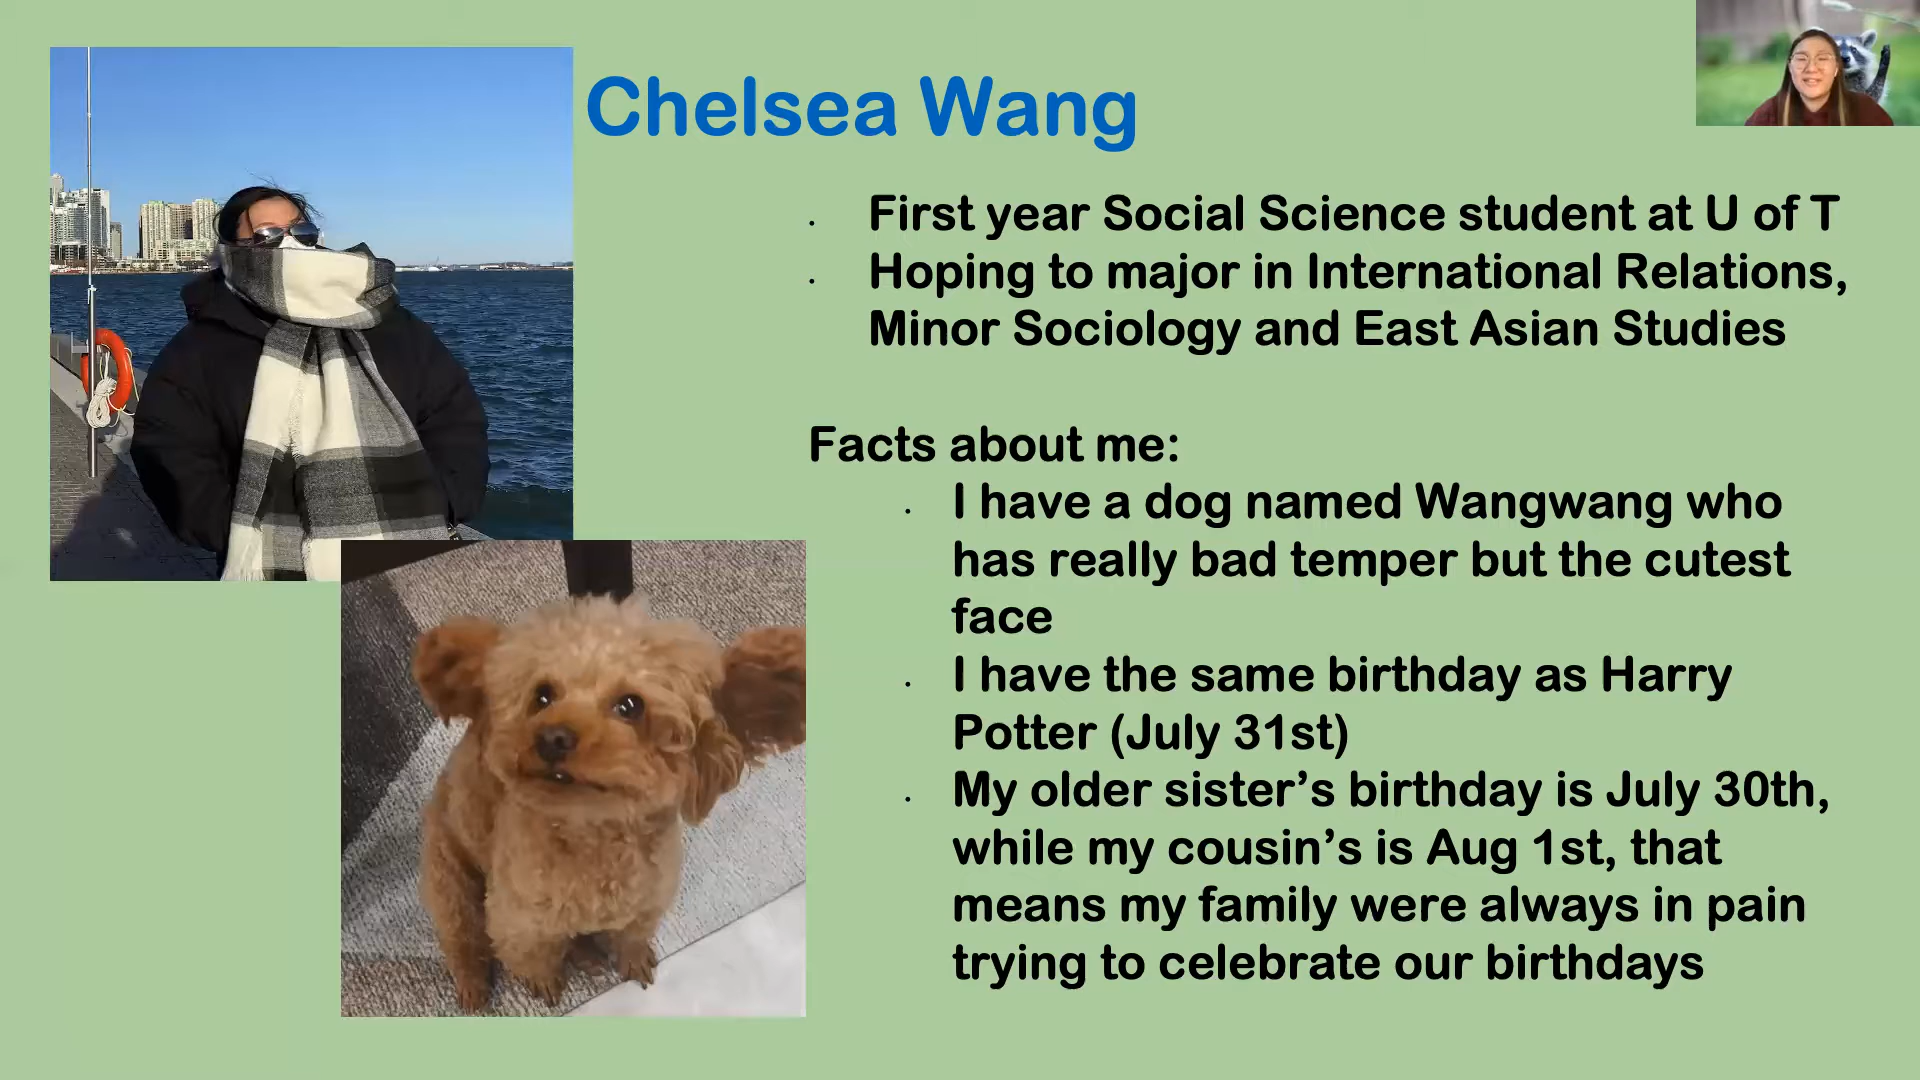 Chelsea Wang
· First year Social Science student at U of T
· Hoping to major in International Relations,
Minor Sociology and East Asian Studies
Facts about me:
· I have a dog named Wangwang who
has really bad temper but the cutest
face
· I have the same birthday as Harry
Potter (July 31st)
· My older sister’s birthday is July 30th,
while my cousin’s is Aug 1st, that
means my family were always in pain
trying to celebrate our birthdays